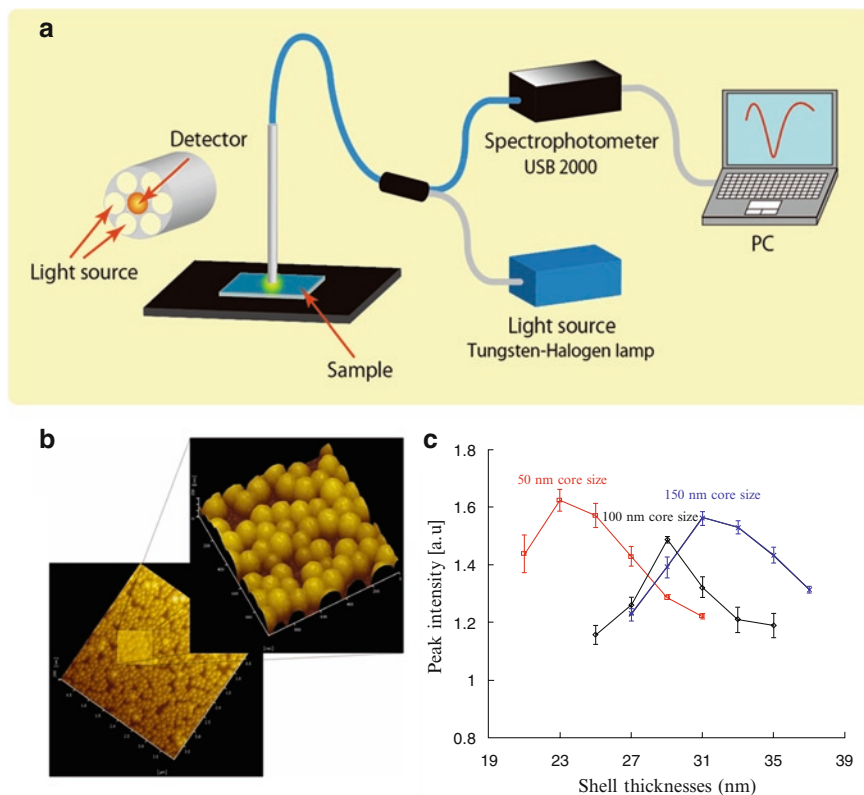 a
Detector
Light source
Sample
Spectrophotometer
USB 2000
PC
Light source
Tungsten-Halogen lamp
b
c
1.8
1.6
1.4
1.2
1
0.8
Peak intensity [a.u]
50 nm core size
150 nm core size
100 nm core size
19 23 27 31 35 39
Shell thicknesses (nm)